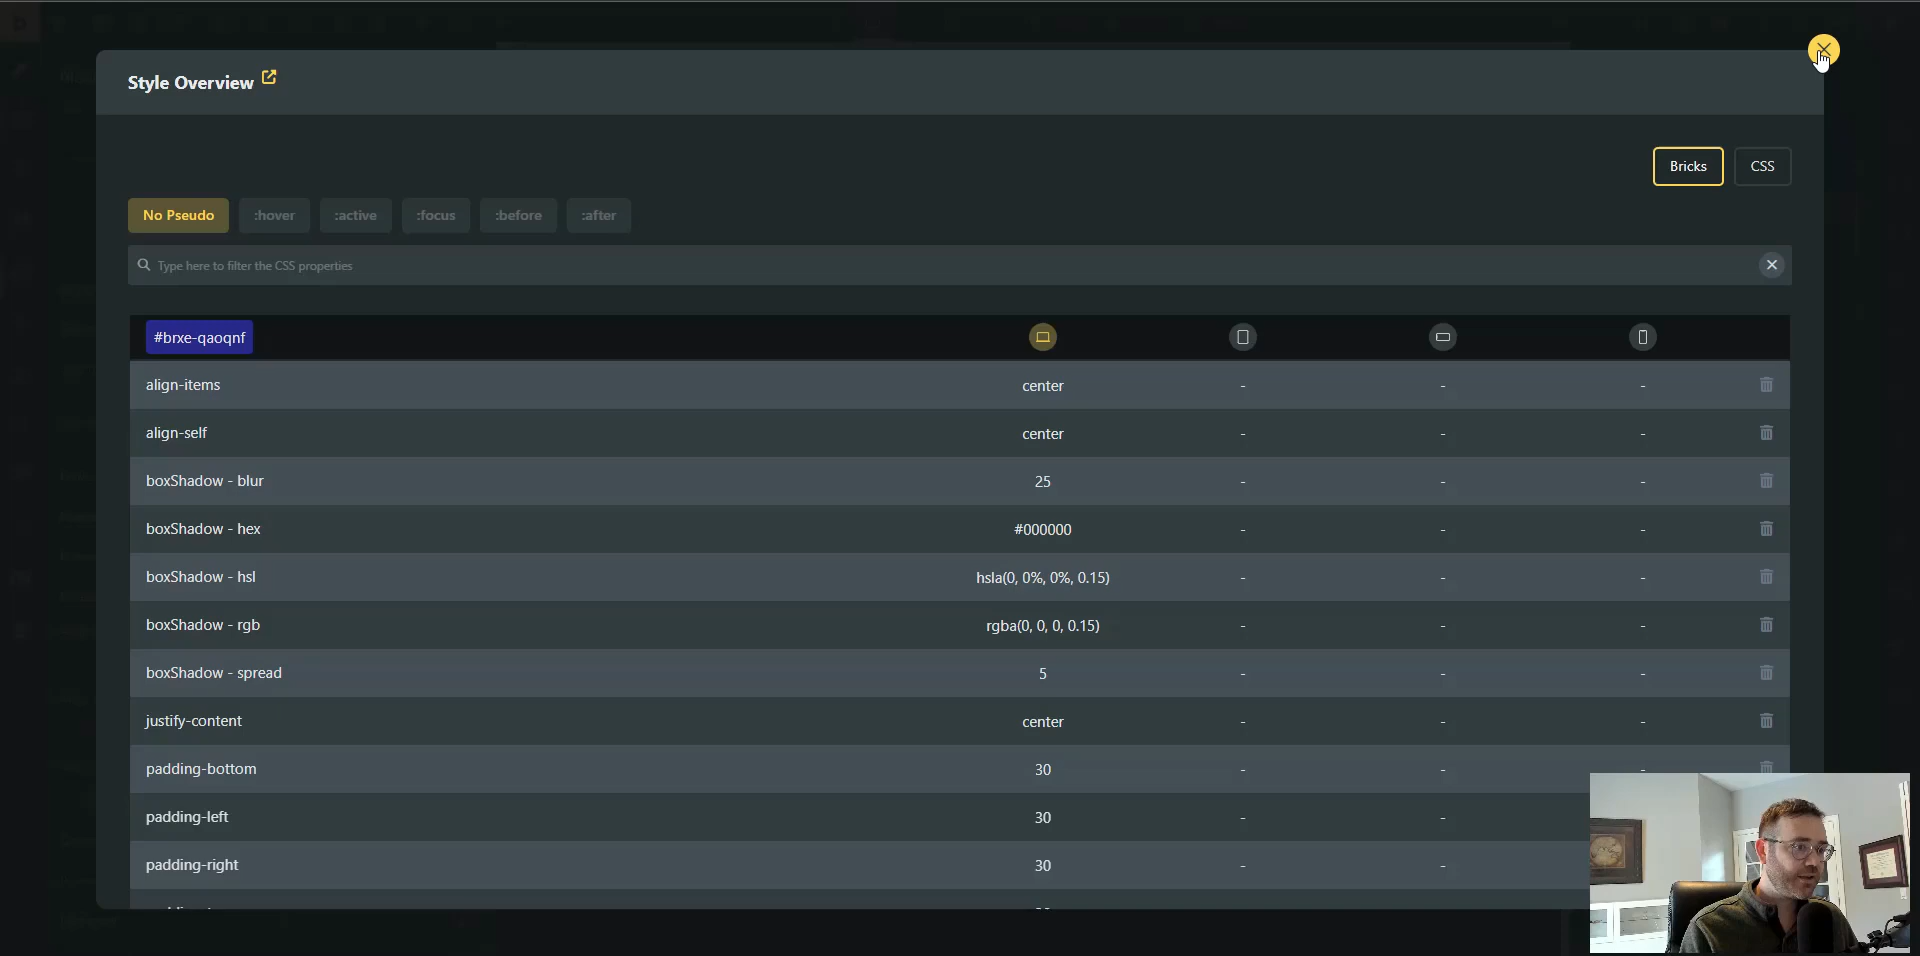 Style Overview
Bricks CSS
No Pseudo :hover :active :focus :before :after
Type here to filter the CSS properties
#brxe-qaoqnf
align-items center - - -
align-self center - - -
boxShadow - blur 25 - - -
boxShadow - hex #000000 - - -
boxShadow - hsl hsla(0, 0%, 0%, 0.15) - - -
boxShadow - rgb rgba(0, 0, 0, 0.15) - - -
boxShadow - spread 5 - - -
justify-content center - - -
padding-bottom 30 - - -
padding-left 30 - -
padding-right 30 - -